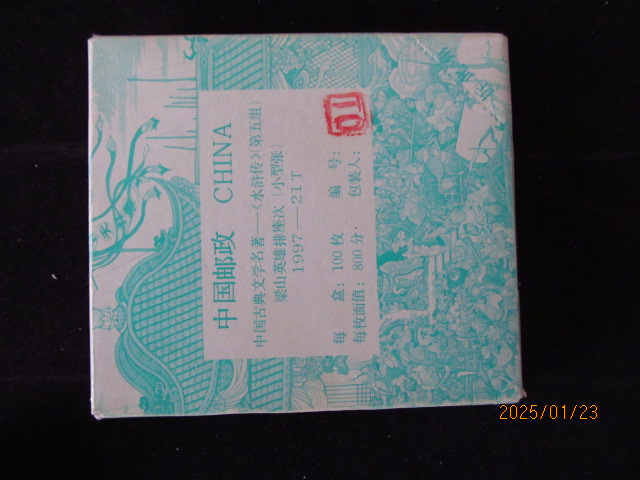 中国邮政 CHINA
中国古典文学名著—《水浒传》(第五组)
梁山英雄排座次 (小型张)
1997—21T
每 盒: 100 枚 编 号:
每枚面值: 800 分. 包装人:
2025/01/23